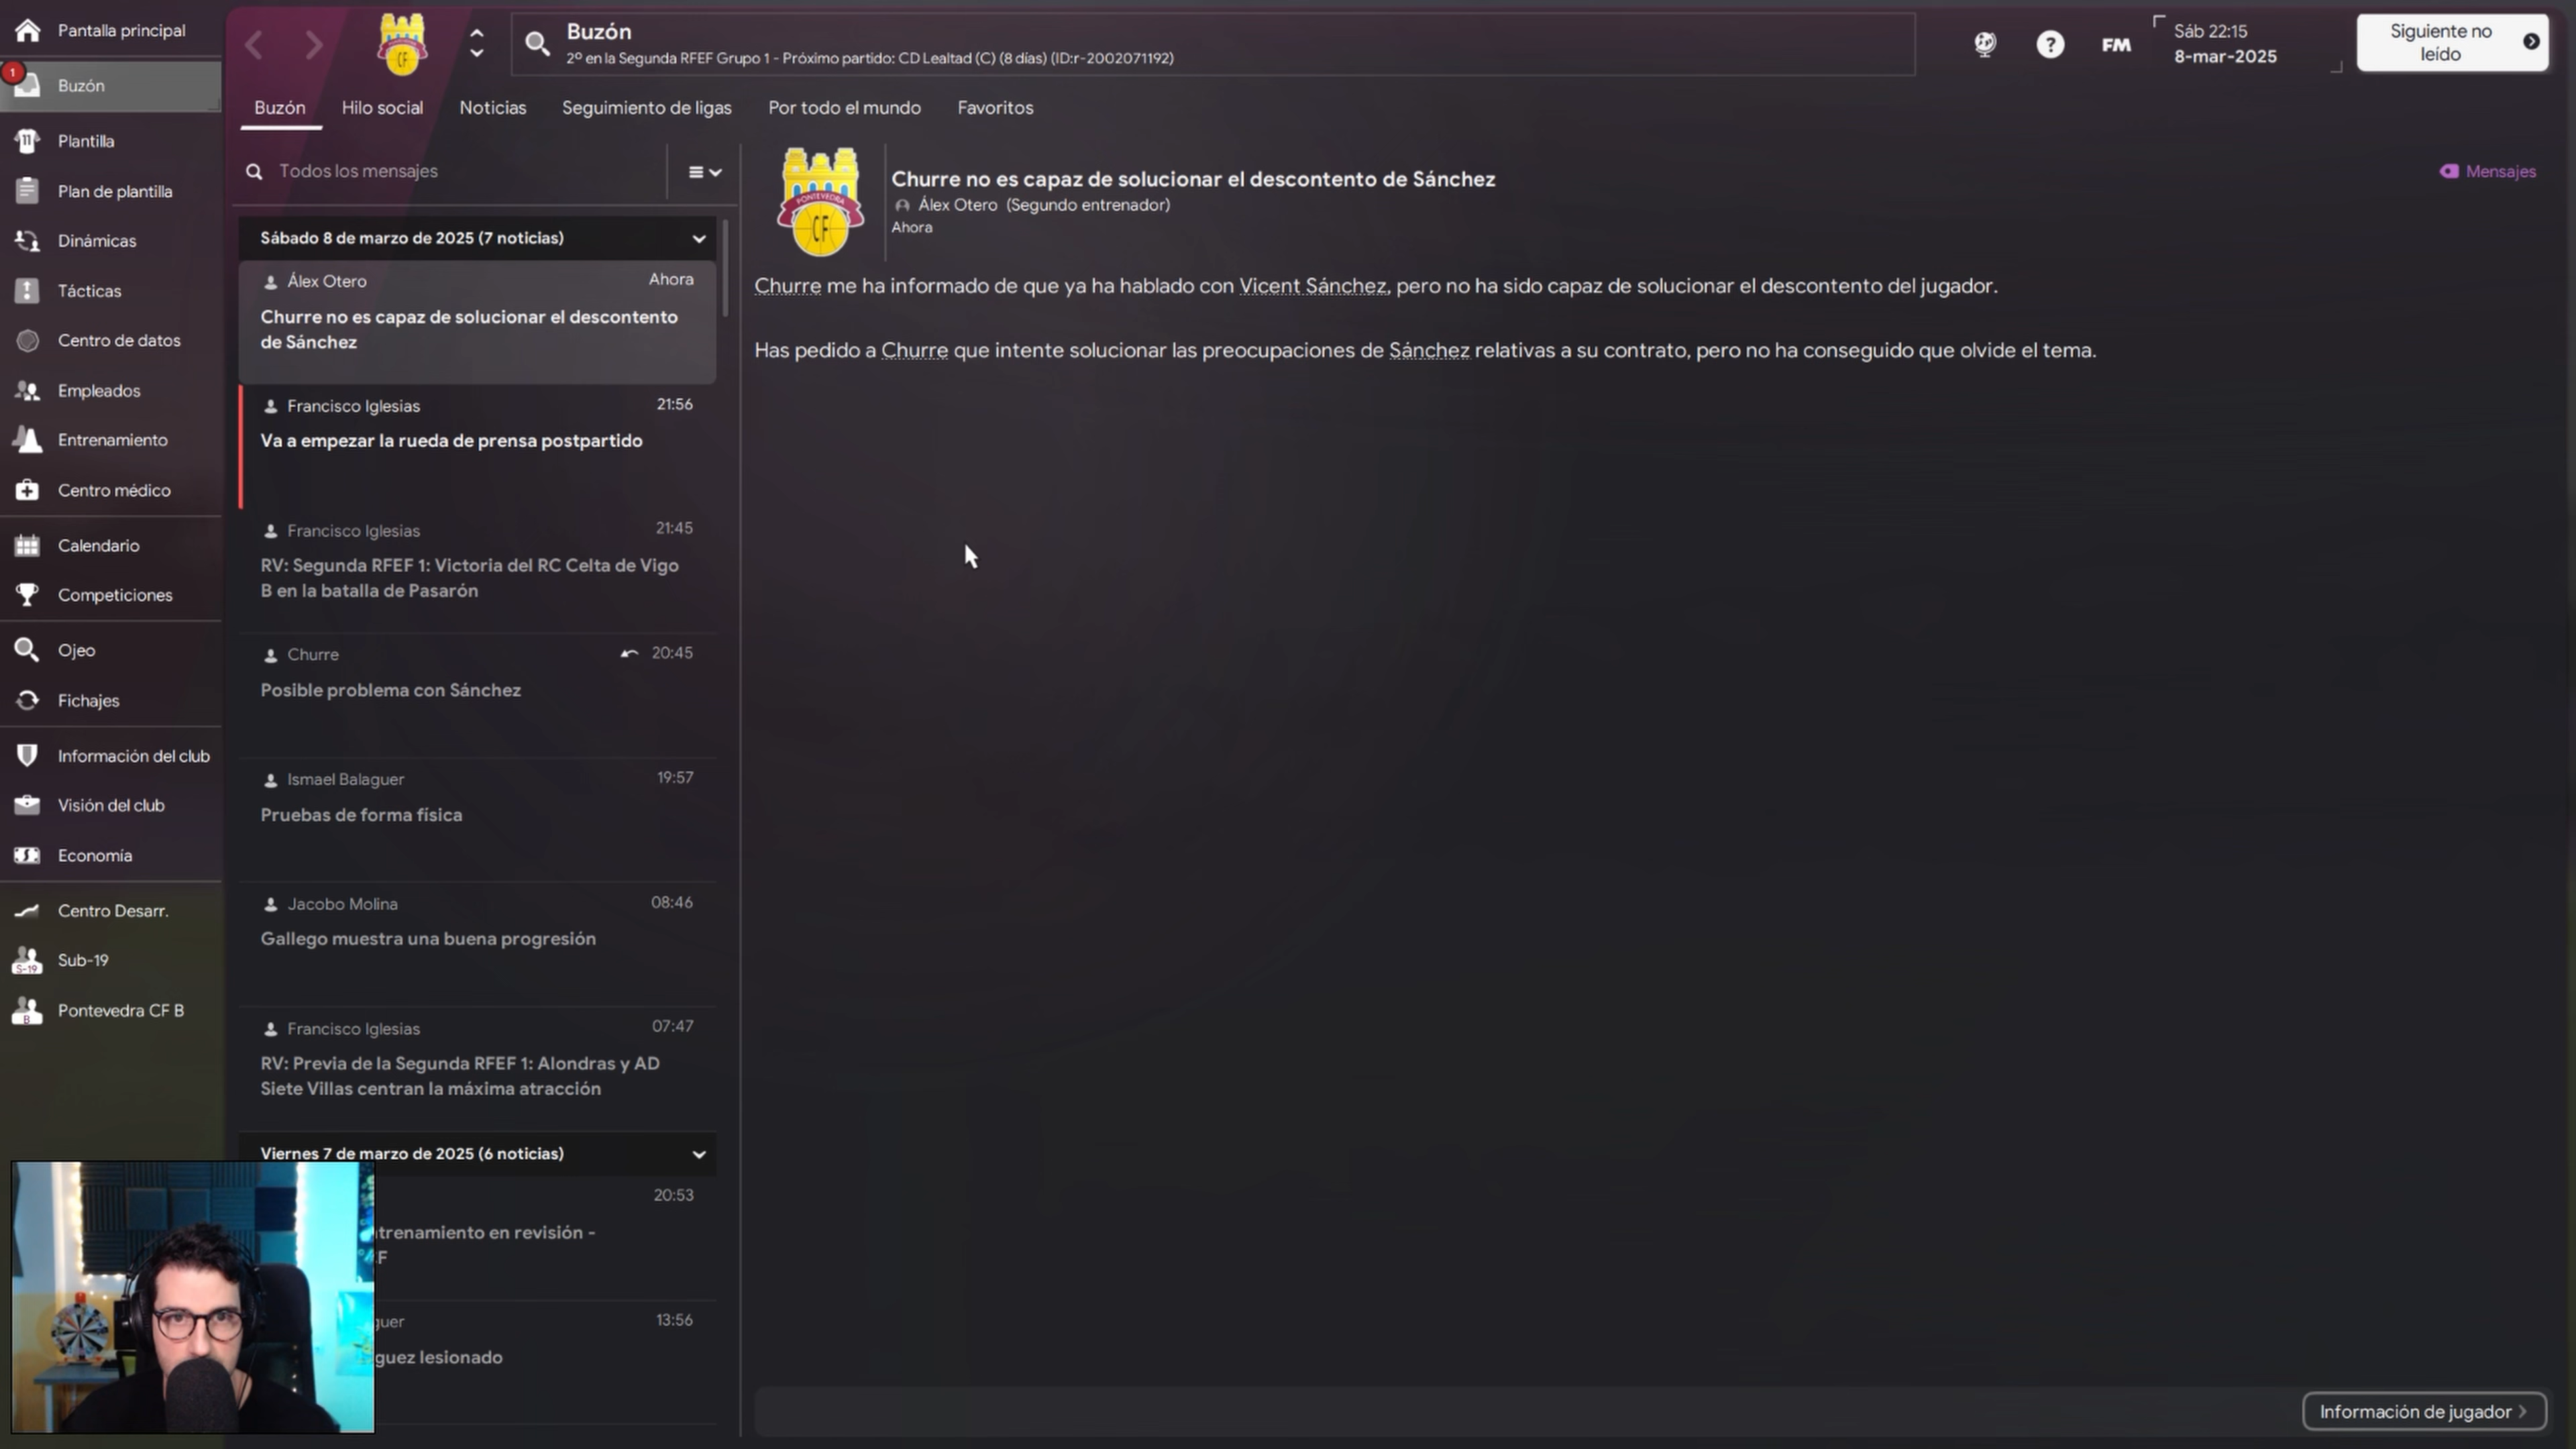 Pantalla principal
1
Buzón
Plantilla
Plan de plantilla
Dinámicas
Tácticas
Centro de datos
Empleados
Entrenamiento
Centro médico
Calendario
Competiciones
Ojeo
Fichajes
Información del club
Visión del club
Economía
Centro Desarr.
S-19
Sub-19
B
Pontevedra CF B
CF
Buzón
2º en la Segunda RFEF Grupo 1 - Próximo partido: CD Lealtad (C) (8 días) (ID:r-2002071192)
?
FM
Sáb 22:15
8-mar-2025
Siguiente no
leído
Buzón
Hilo social
Noticias
Seguimiento de ligas
Por todo el mundo
Favoritos
Todos los mensajes
Sábado 8 de marzo de 2025 (7 noticias)
Álex Otero
Ahora
Churre no es capaz de solucionar el descontento
de Sánchez
Francisco Iglesias
21:56
Va a empezar la rueda de prensa postpartido
Francisco Iglesias
21:45
RV: Segunda RFEF 1: Victoria del RC Celta de Vigo
B en la batalla de Pasarón
Churre
20:45
Posible problema con Sánchez
Ismael Balaguer
19:57
Pruebas de forma física
Jacobo Molina
08:46
Gallego muestra una buena progresión
Francisco Iglesias
07:47
RV: Previa de la Segunda RFEF 1: Alondras y AD
Siete Villas centran la máxima atracción
Viernes 7 de marzo de 2025 (6 noticias)
20:53
trenamiento en revisión -
F
guer
13:56
guez lesionado
PONTEVEDRA
CF
Churre no es capaz de solucionar el descontento de Sánchez
Álex Otero (Segundo entrenador)
Ahora
Mensajes
Churre me ha informado de que ya ha hablado con Vicent Sánchez, pero no ha sido capaz de solucionar el descontento del jugador.
Has pedido a Churre que intente solucionar las preocupaciones de Sánchez relativas a su contrato, pero no ha conseguido que olvide el tema.
Información de jugador